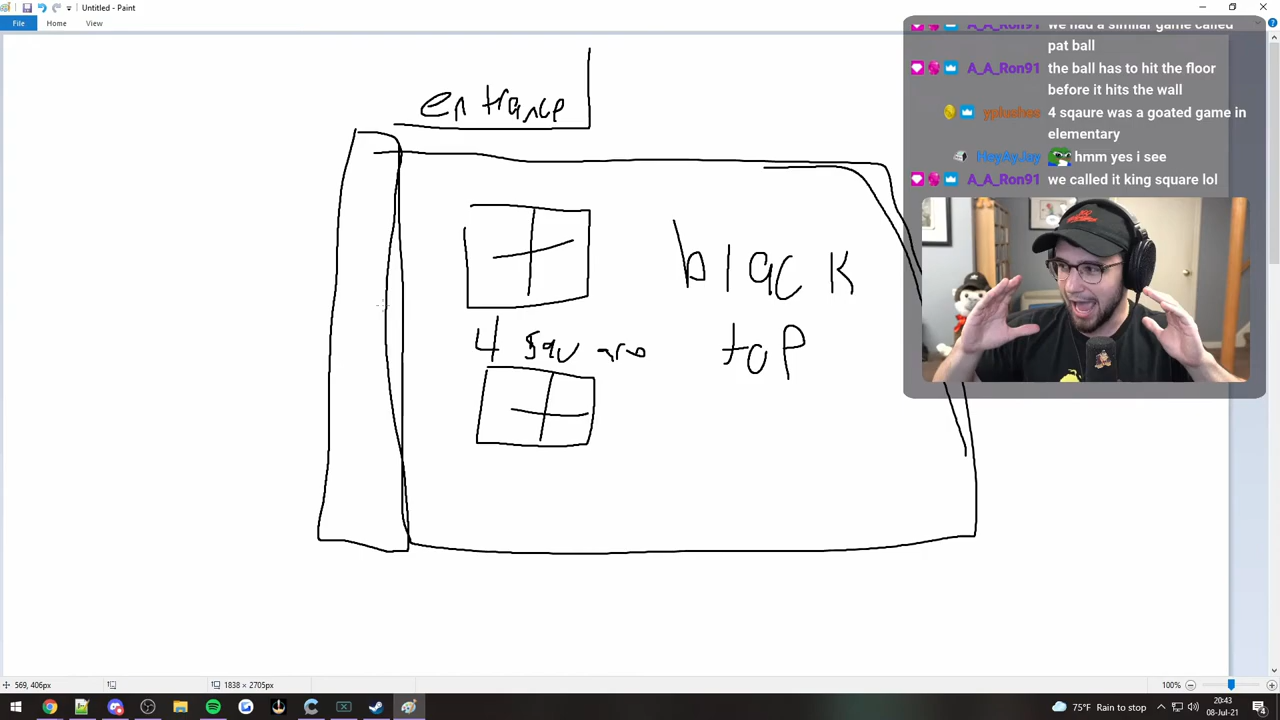 Untitled - Paint
File Home View
entrance
black
top
4 square
we had a similar game called
pat ball
A_A_Ron91 the ball has to hit the floor
before it hits the wall
yplushes 4 sqaure was a goated game in
elementary
HeyAyJay hmm yes i see
A_A_Ron91 we called it king square lol
569, 406px
1838 × 2705px
100%
75°F Rain to stop
20:43
08-Jul-21